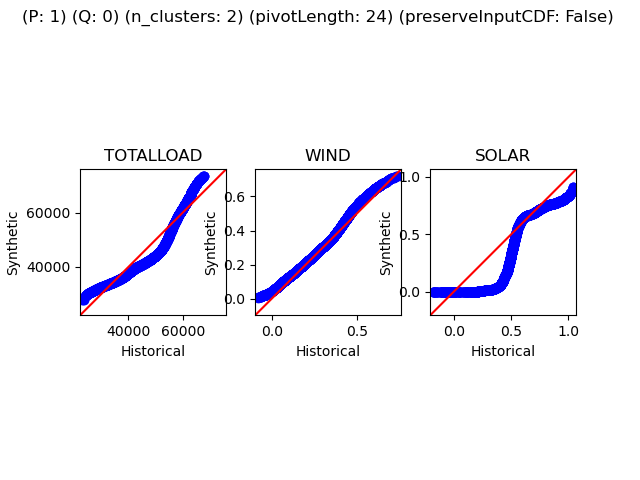 (P: 1) (Q: 0) (n_clusters: 2) (pivotLength: 24) (preserveInputCDF: False)
TOTALLOAD
WIND
SOLAR
Synthetic
60000
40000
40000
60000
Historical
Synthetic
0.6
0.4
0.2
0.0
0.0
0.5
Historical
Synthetic
1.0
0.5
0.0
0.0
0.5
1.0
Historical